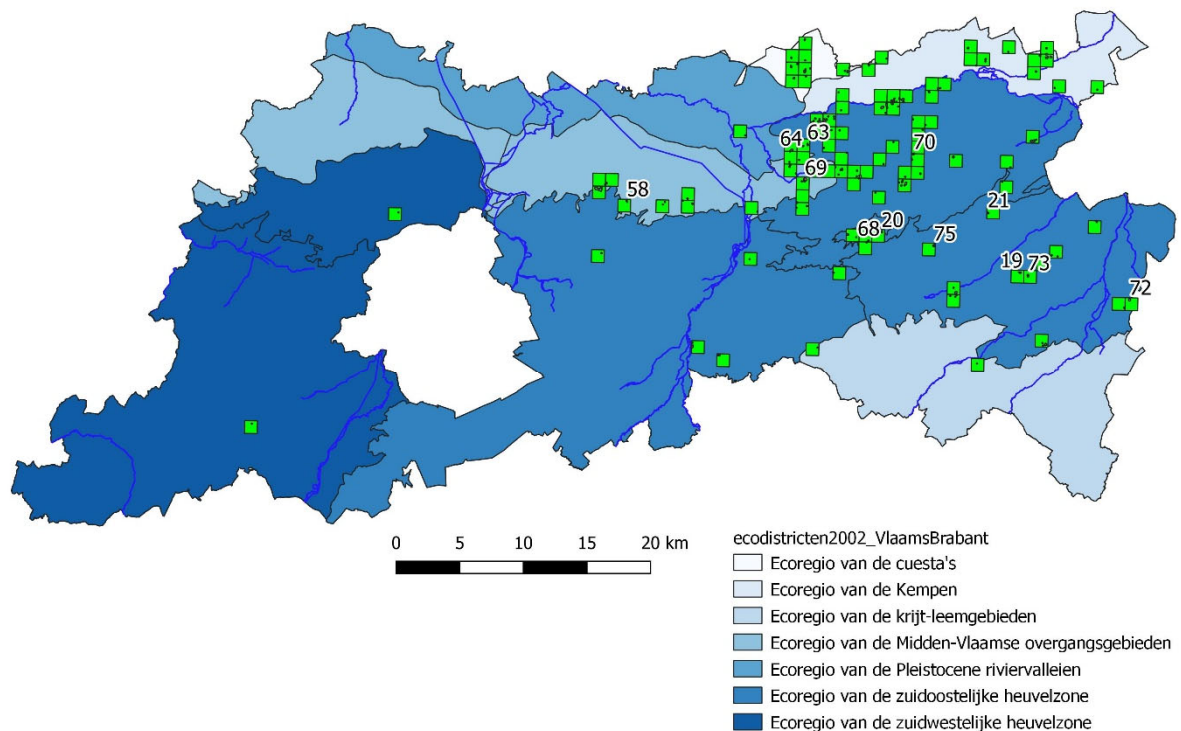 64
63
70
69
58
21
20
68
75
19
73
72
0 5 10 15 20 km
ecodistricten2002_VlaamsBrabant
Ecoregio van de cuesta's
Ecoregio van de Kempen
Ecoregio van de krijt-leemgebieden
Ecoregio van de Midden-Vlaamse overgangsgebieden
Ecoregio van de Pleistocene riviervalleien
Ecoregio van de zuidoostelijke heuvelzone
Ecoregio van de zuidwestelijke heuvelzone